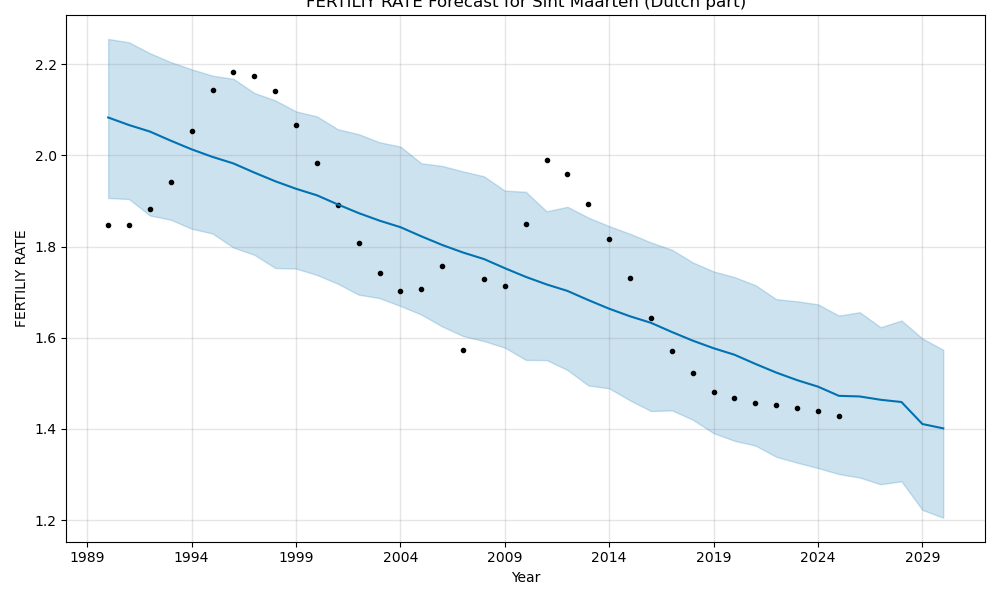 FERTILIY RATE Forecast for Sint Maarten (Dutch part)
2.2
2.0
1.8
1.6
1.4
1.2
FERTILIY RATE
1989 1994 1999 2004 2009 2014 2019 2024 2029
Year